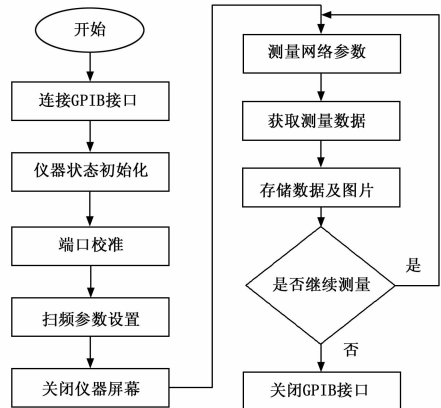 开始
连接GPIB接口
仪器状态初始化
端口校准
扫频参数设置
关闭仪器屏幕
测量网络参数
获取测量数据
存储数据及图片
是否继续测量
是
否
关闭GPIB接口